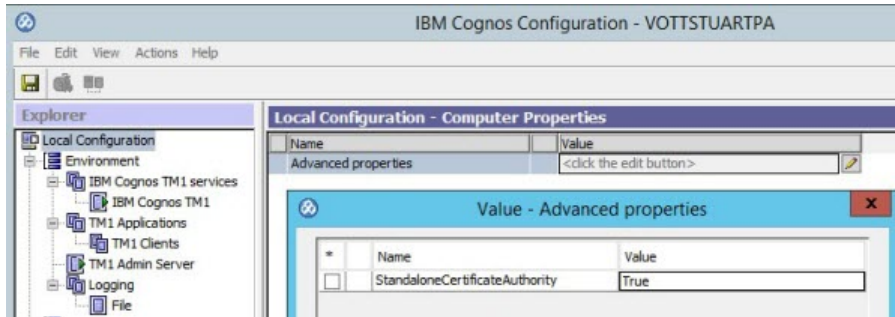 IBM Cognos Configuration - VOTTSTUARTPA
File Edit View Actions Help
Explorer
Local Configuration
Environment
IBM Cognos TM1 services
IBM Cognos TM1
TM1 Applications
TM1 Clients
TM1 Admin Server
Logging
File
Local Configuration - Computer Properties
Name Value
Advanced properties <click the edit button>
Value - Advanced properties
x
* Name Value
StandaloneCertificateAuthority True